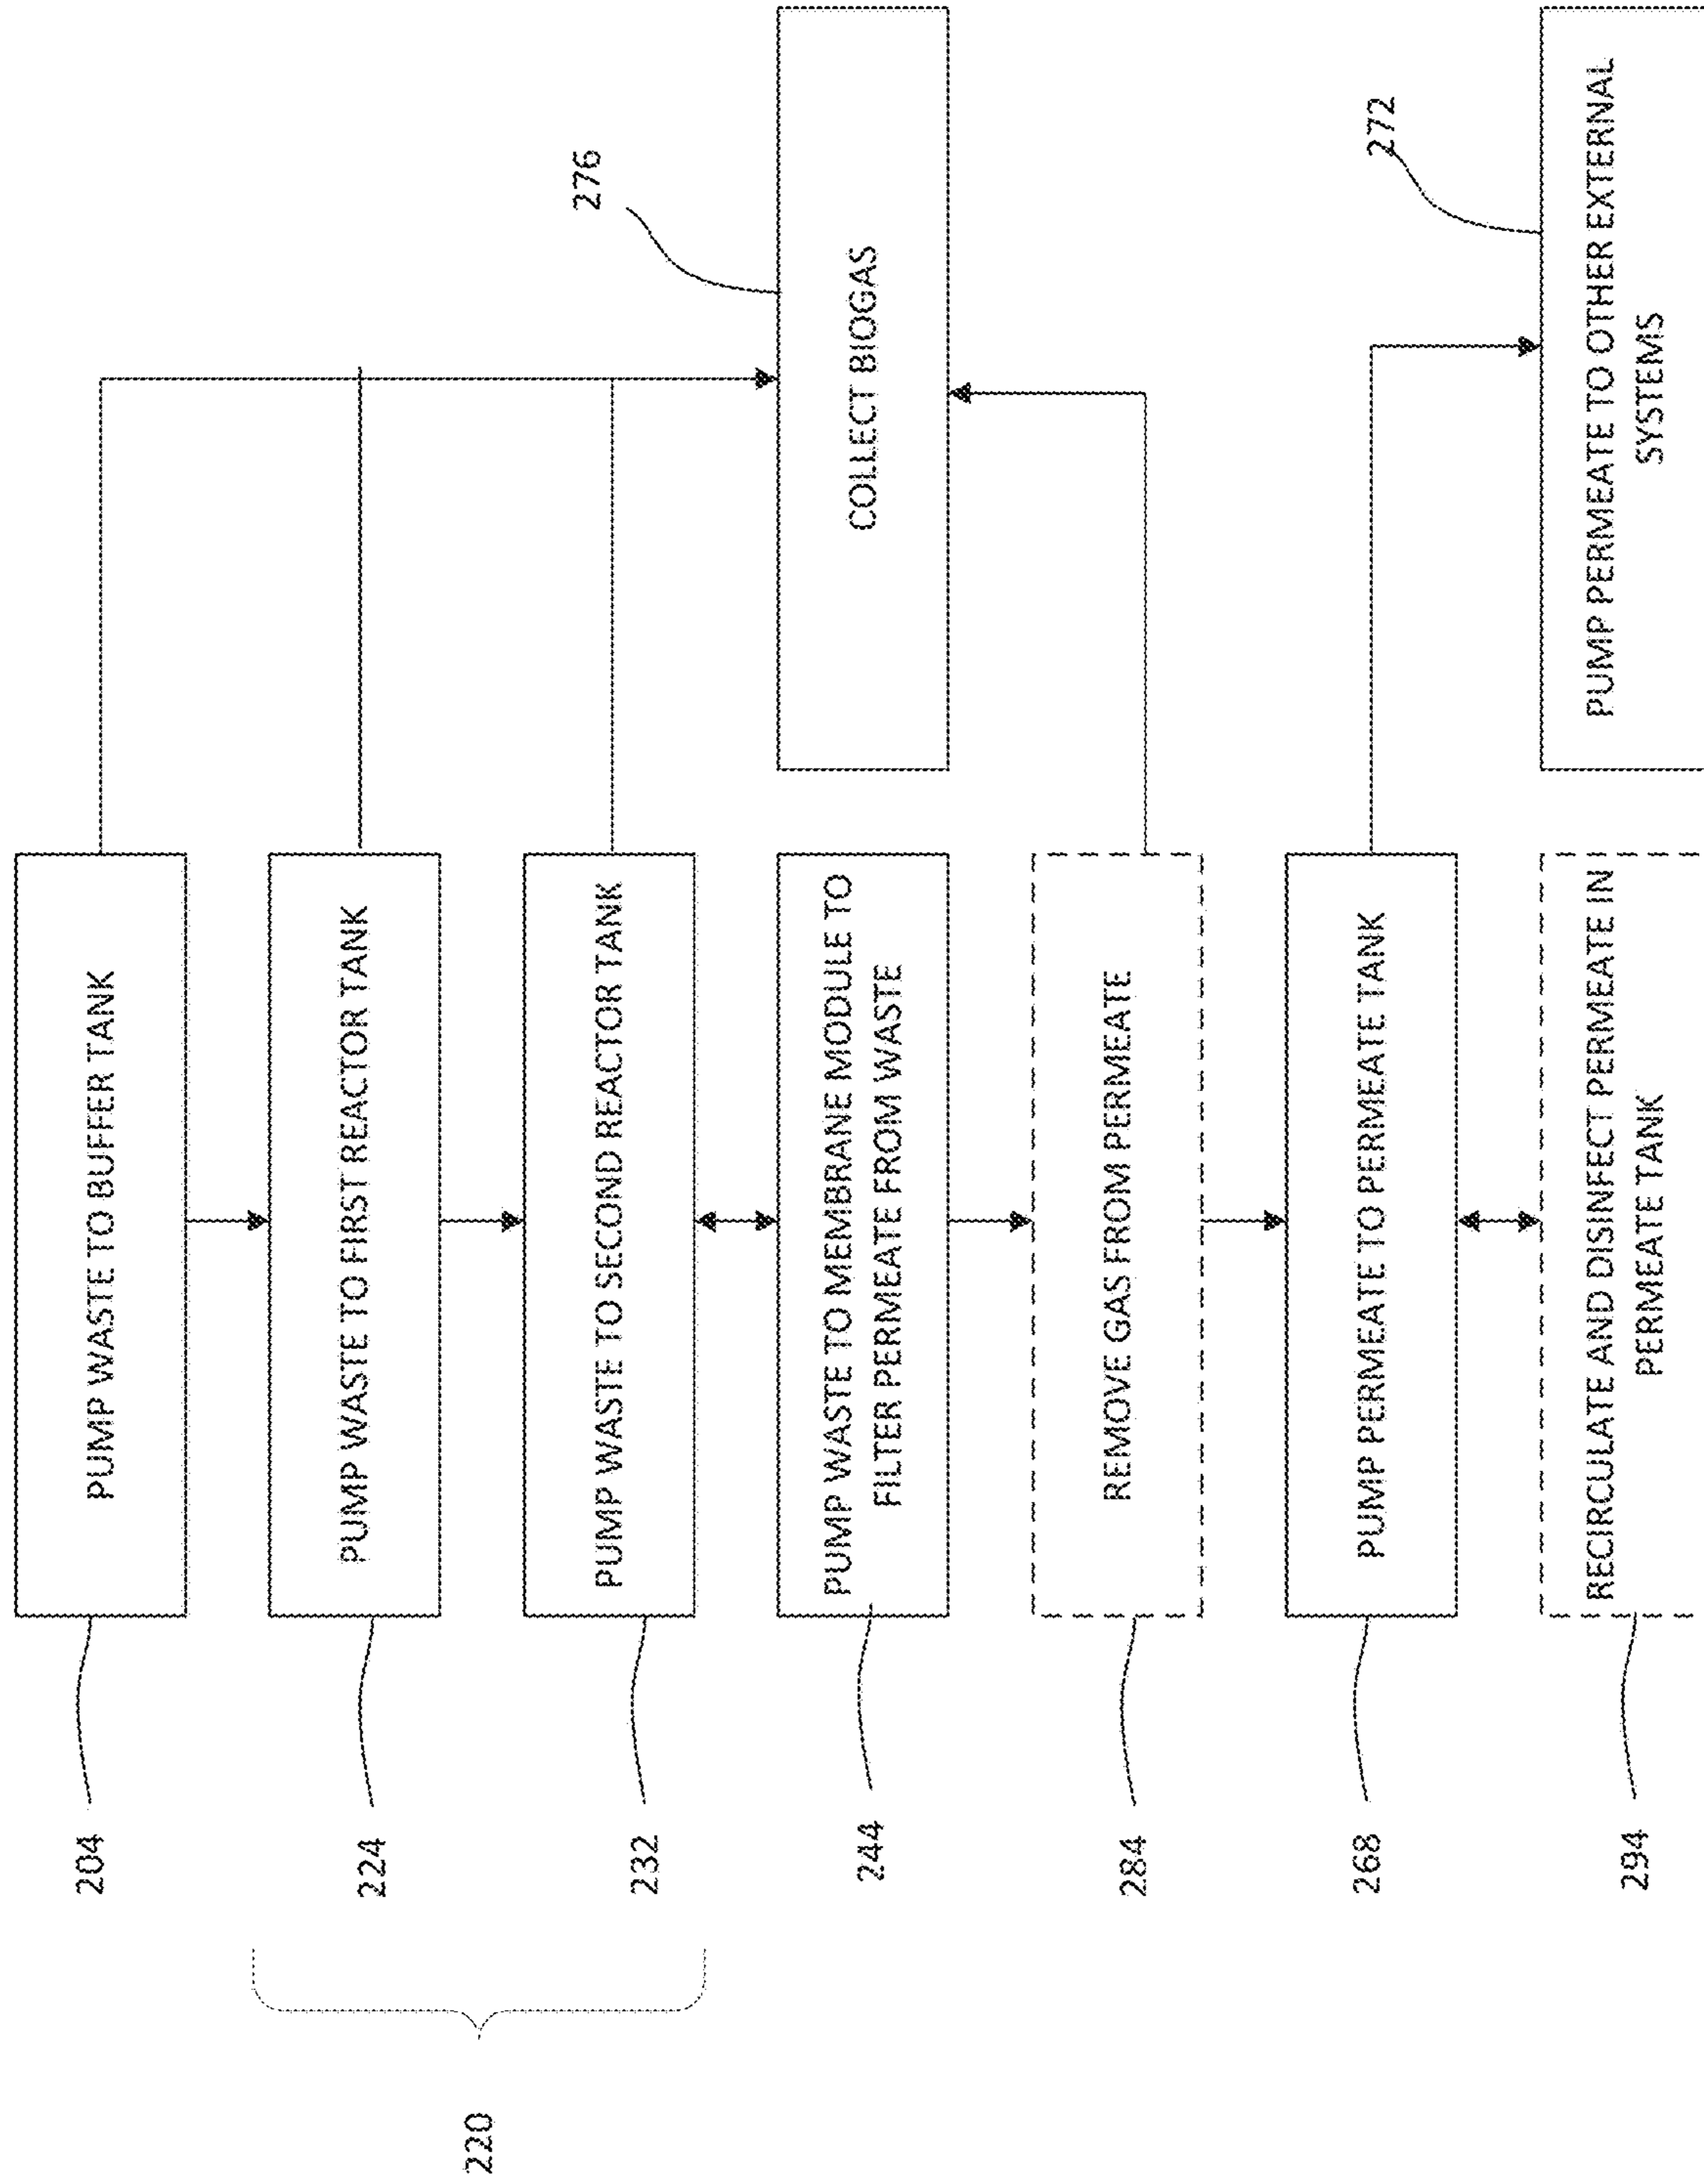 204
PUMP WASTE TO BUFFER TANK
224
PUMP WASTE TO FIRST REACTOR TANK
220
232
PUMP WASTE TO SECOND REACTOR TANK
276
COLLECT BIOGAS
244
PUMP WASTE TO MEMBRANE MODULE TO
FILTER PERMEATE FROM WASTE
284
REMOVE GAS FROM PERMEATE
268
PUMP PERMEATE TO PERMEATE TANK
272
PUMP PERMEATE TO OTHER EXTERNAL
SYSTEMS
294
RECIRCULATE AND DISINFECT PERMEATE IN
PERMEATE TANK